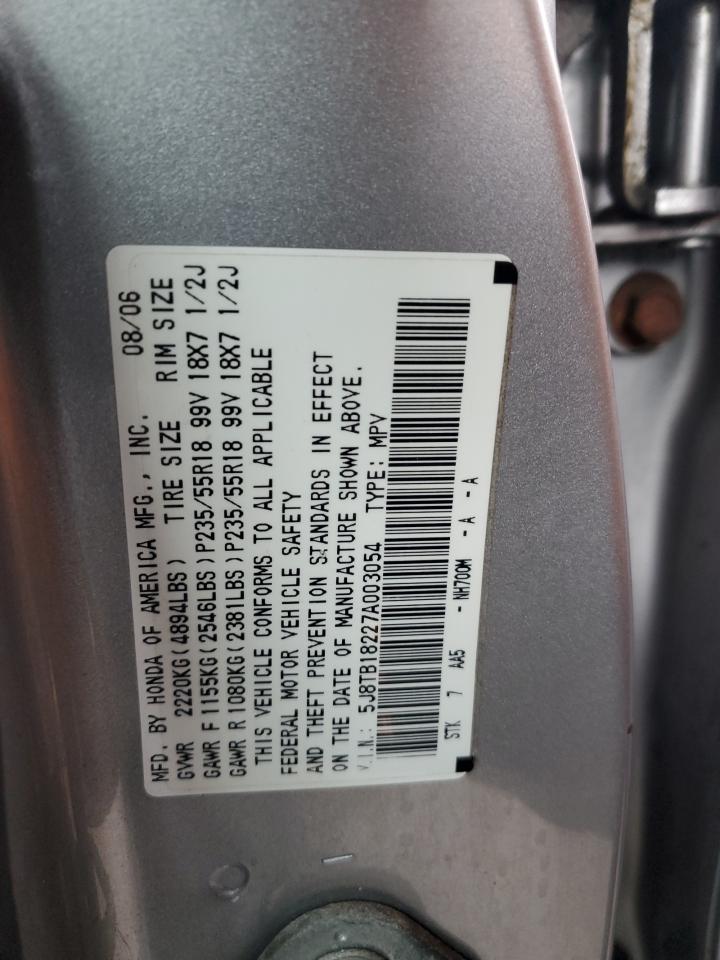 MFD. BY HONDA OF AMERICA MFG., INC. 08/06
GVWR 2220KG(4894LBS) TIRE SIZE RIM SIZE
GAWR F 1155KG(2546LBS)P235/55R18 99V 18X7 1/2J
GAWR R 1080KG(2381LBS)P235/55R18 99V 18X7 1/2J
THIS VEHICLE CONFORMS TO ALL APPLICABLE
FEDERAL MOTOR VEHICLE SAFETY
AND THEFT PREVENTION STANDARDS IN EFFECT
ON THE DATE OF MANUFACTURE SHOWN ABOVE.
V.I.N.: 5J8TB18227A003054 TYPE: MPV
STK 7 AA5 - NH700M - A - A